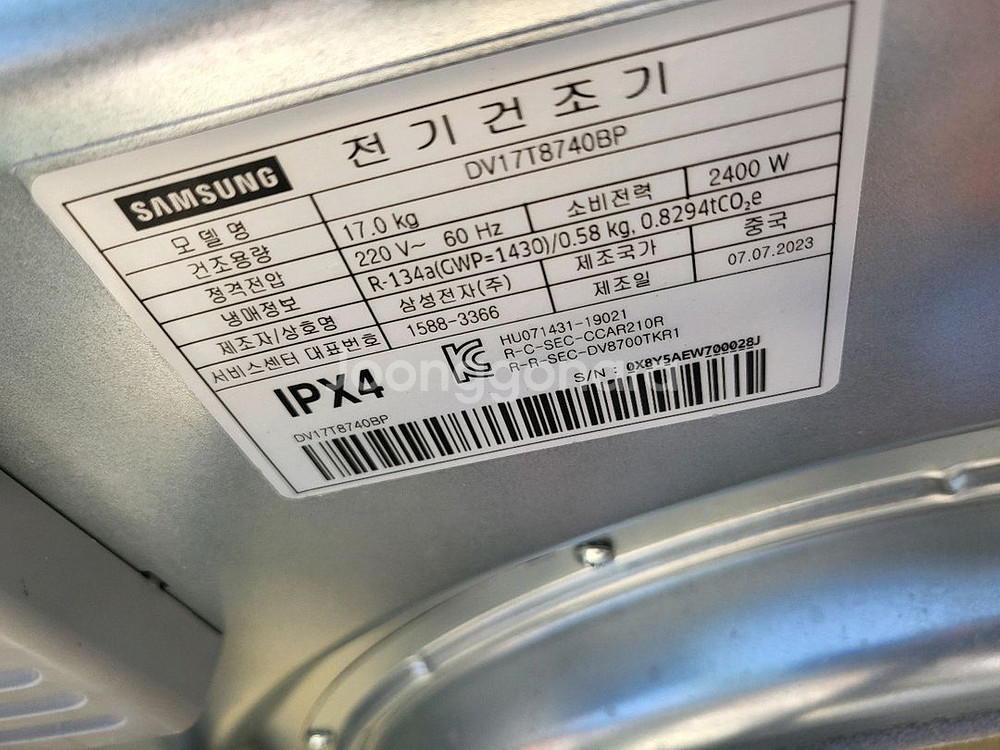 SAMSUNG 전기건조기
모델명 DV17T8740BP
건조용량 17.0 kg
정격전압 220 V~ 60 Hz 소비전력 2400 W
냉매정보 R-134a(GWP=1430)/0.58 kg, 0.8294tCO₂e
제조자/상호명 삼성전자(주) 제조국가 중국
서비스센터 대표번호 1588-3366 제조일 07.07.2023
IPX4
HU071431-19021
R-C-SEC-CCAR210R
R-R-SEC-DV8700TKR1
DV17T8740BP
S/N : 0X8Y5AEW700028J
joonggonara